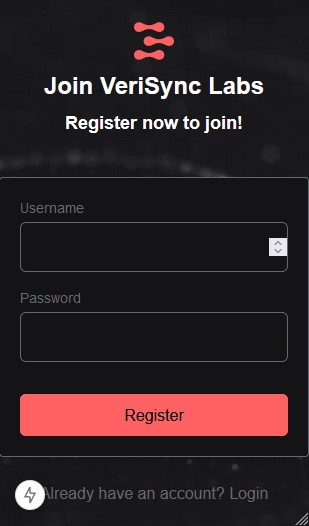 Join VeriSync Labs
Register now to join!
Username
Password
Register
Already have an account? Login